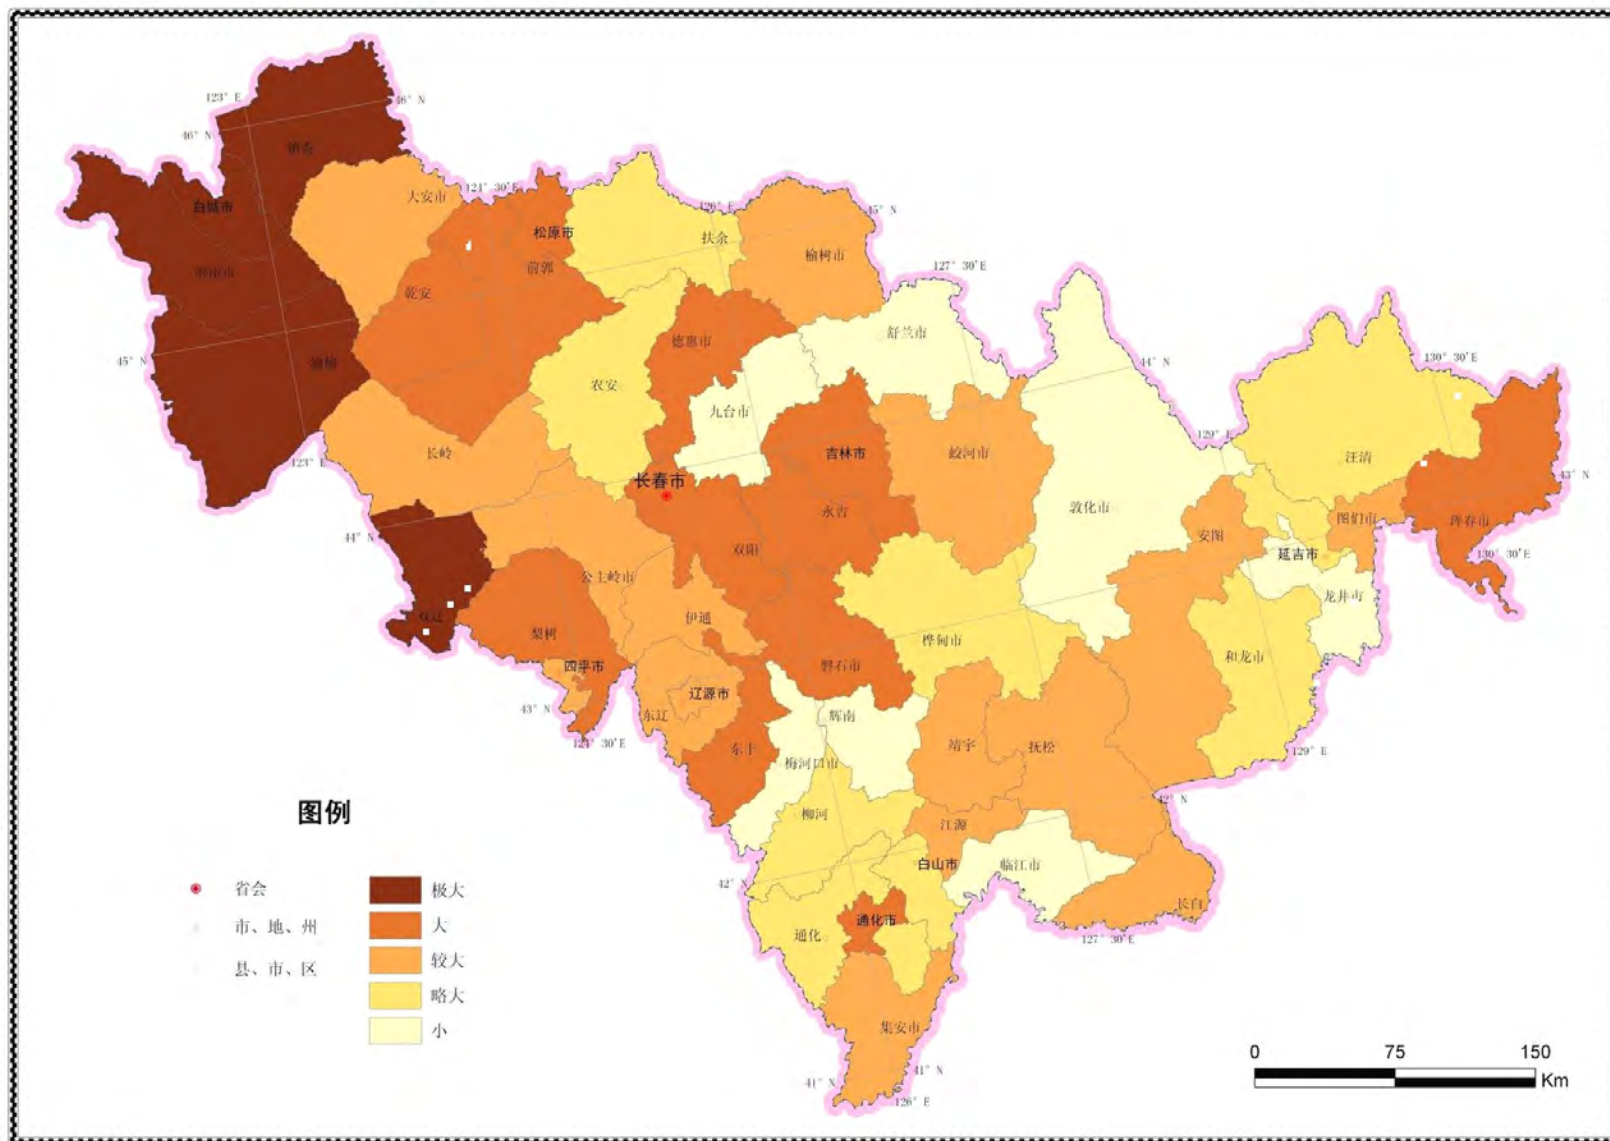 123° E
46° N
46° N
镇赉
大安市
121° 30'E
白城市
126° E
45° N
松原市
扶余
榆树市
前郭
洮南市
127° 30'E
乾安
舒兰市
德惠市
45° N
通榆
44° N
130° 30'E
农安
九台市
129° E
长岭
吉林市
蛟河市
汪清
123° E
43° N
长春市
永吉
敦化市
图们市
珲春市
44° N
双阳
安图
延吉市
130° 30'E
公主岭市
双辽
伊通
龙井市
梨树
桦甸市
和龙市
四平市
磐石市
辽源市
43° N
东辽
辉南
121° 30'E
东丰
靖宇
抚松
129° E
梅河口市
42° N
图例
柳河
江源
白山市
临江市
42° N
省会
极大
长白
市、地、州
大
通化
通化市
127° 30'E
县、市、区
较大
略大
小
集安市
41° N
41° N
126° E
0
75
150
Km